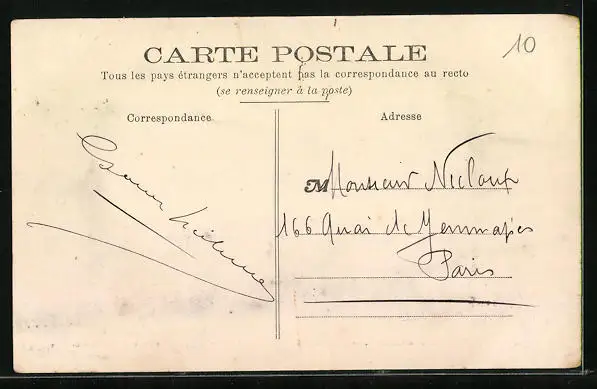 10
CARTE POSTALE
Tous les pays étrangers n'acceptent pas la correspondance au recto
(se renseigner à la poste)
Correspondance
Adresse
M Monsieur Nicloux
166 Quai de Jemmapes
Paris